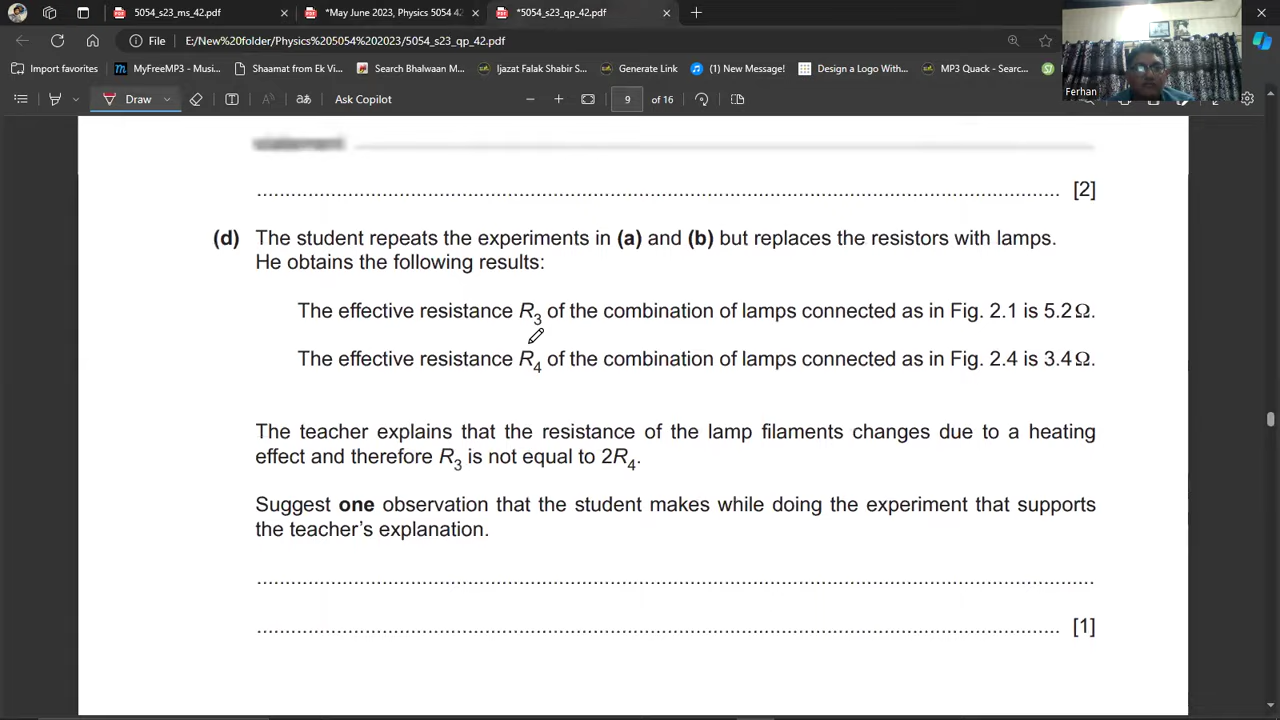 5054_s23_ms_42.pdf
*May June 2023, Physics 5054 42
*5054_s23_qp_42.pdf
File
E:/New%20folder/Physics%205054%202023/5054_s23_qp_42.pdf
Import favorites
MyFreeMP3 - Musi...
Shaamat from Ek Vi...
Search Bhalwaan M...
Ijazat Falak Shabir S...
Generate Link
(1) New Message!
Design a Logo With...
MP3 Quack - Searc...
Ferhan
Draw
aあ
Ask Copilot
9 of 16
statement
[2]
(d) The student repeats the experiments in (a) and (b) but replaces the resistors with lamps.
He obtains the following results:
The effective resistance R3 of the combination of lamps connected as in Fig. 2.1 is 5.2 Ω.
The effective resistance R4 of the combination of lamps connected as in Fig. 2.4 is 3.4 Ω.
The teacher explains that the resistance of the lamp filaments changes due to a heating
effect and therefore R3 is not equal to 2R4.
Suggest one observation that the student makes while doing the experiment that supports
the teacher's explanation.
[1]